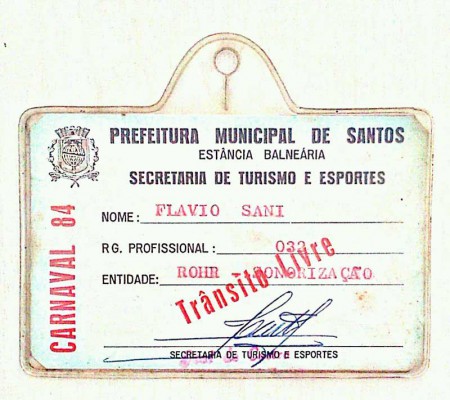 PREFEITURA MUNICIPAL DE SANTOS
ESTÂNCIA BALNEÁRIA
SECRETARIA DE TURISMO E ESPORTES
CARNAVAL 84
NOME: FLAVIO SANI
RG. PROFISSIONAL: 032
ENTIDADE: ROHR SONORIZAÇÃO
Trânsito Livre
SECRETARIA DE TURISMO E ESPORTES